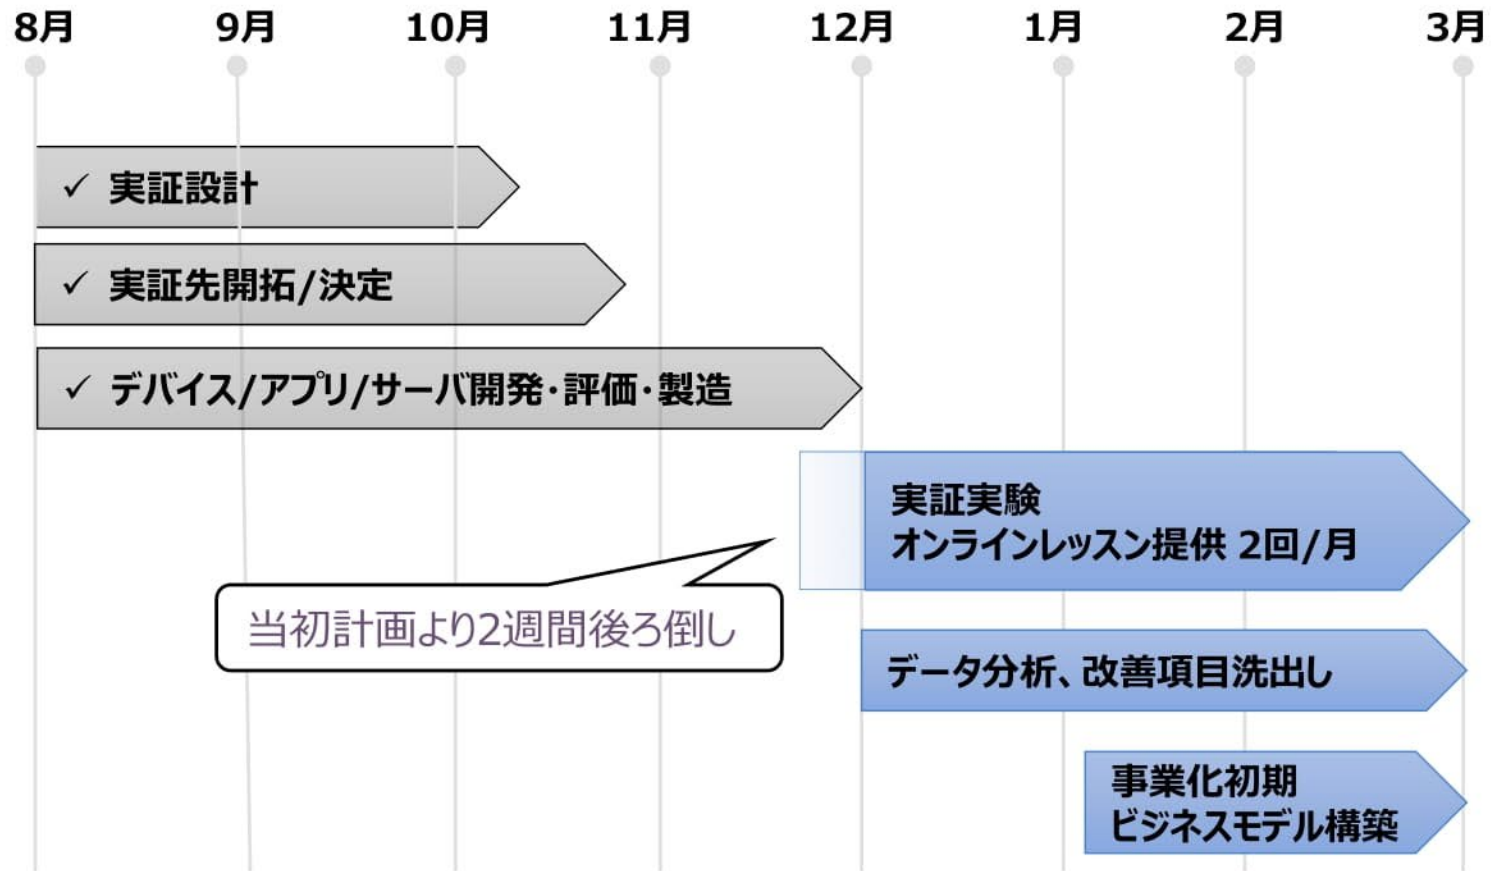 8月 9月 10月 11月 12月 1月 2月 3月
✓ 実証設計
✓ 実証先開拓/決定
✓ デバイス/アプリ/サーバ開発・評価・製造
実証実験
オンラインレッスン提供 2回/月
当初計画より2週間後ろ倒し
データ分析、改善項目洗出し
事業化初期
ビジネスモデル構築